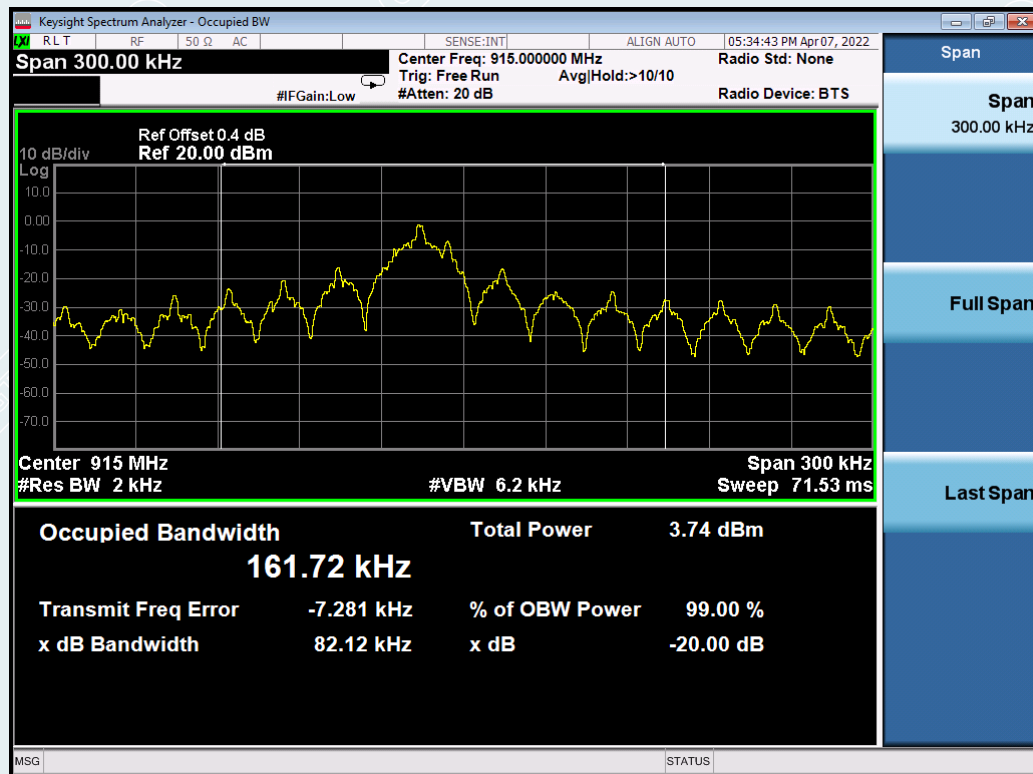 Keysight Spectrum Analyzer - Occupied BW
LXI RLT RF 50 Ω AC SENSE:INT ALIGN AUTO 05:34:43 PM Apr 07, 2022
Span 300.00 kHz
Center Freq: 915.000000 MHz Radio Std: None
Trig: Free Run Avg|Hold:>10/10
#IFGain:Low #Atten: 20 dB Radio Device: BTS
Ref Offset 0.4 dB
10 dB/div Ref 20.00 dBm
Log
10.0
0.00
-10.0
-20.0
-30.0
-40.0
-50.0
-60.0
-70.0
Center 915 MHz Span 300 kHz
#Res BW 2 kHz #VBW 6.2 kHz Sweep 71.53 ms
Occupied Bandwidth Total Power 3.74 dBm
161.72 kHz
Transmit Freq Error -7.281 kHz % of OBW Power 99.00 %
x dB Bandwidth 82.12 kHz x dB -20.00 dB
MSG STATUS
Span
Span
300.00 kHz
Full Span
Last Span